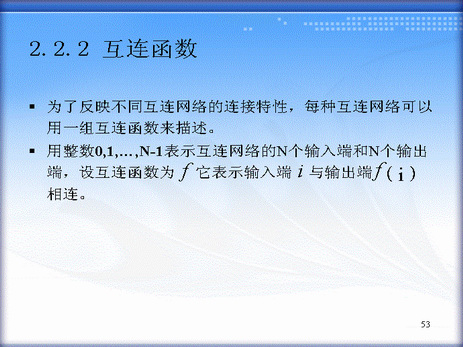 2.2.2 互连函数
▪ 为了反映不同互连网络的连接特性，每种互连网络可以
用一组互连函数来描述。
▪ 用整数0,1,…,N-1表示互连网络的N个输入端和N个输出
端，设互连函数为 f 它表示输入端 i 与输出端f(i)
相连。
53